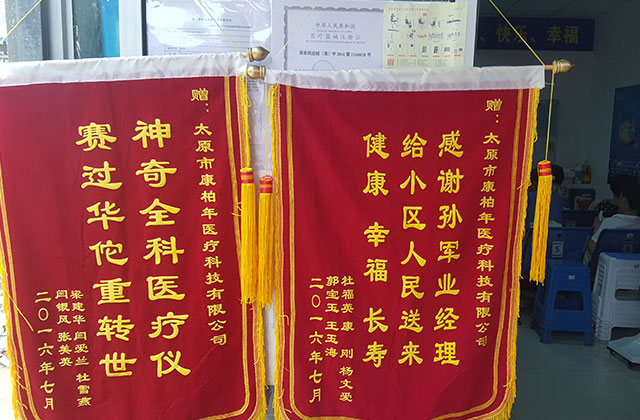 赠：太原市康柏年医疗科技有限公司
神奇全科医疗仪
赛过华佗重转世
梁建华 闫爱兰 杜雪燕
闫银凤 张美英
二〇一六年七月
赠：太原市康柏年医疗科技有限公司
感谢孙军业经理
给小区人民送来
健康 幸福 长寿
杜福英 康 刚 杨文爱
郭宝玉 王玉海
二〇一六年七月
中华人民共和国
医疗器械注册证
、快乐、幸福